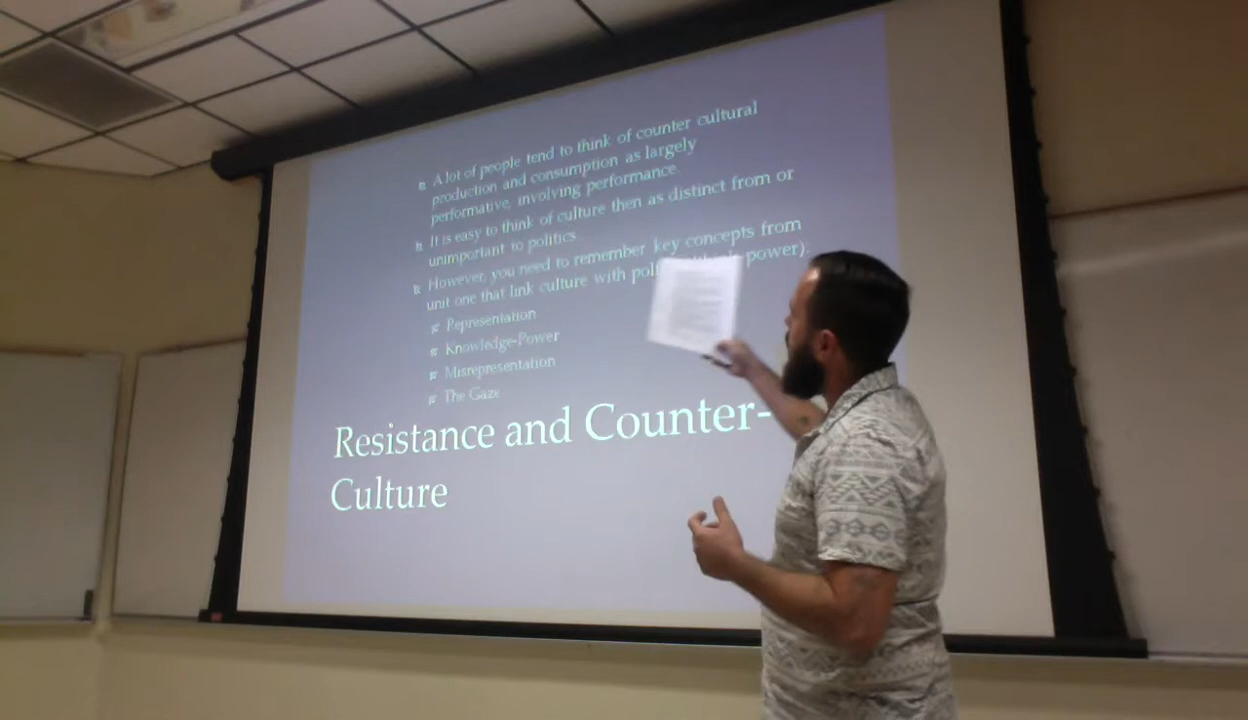 A lot of people tend to think of counter cultural
production and consumption as largely
performative, involving performance.
It is easy to think of culture then as distinct from or
unimportant to politics
However, you need to remember key concepts from
unit one that link culture with power):
Representation
Knowledge-Power
Misrepresentation
The Gaze
Resistance and Counter-
Culture